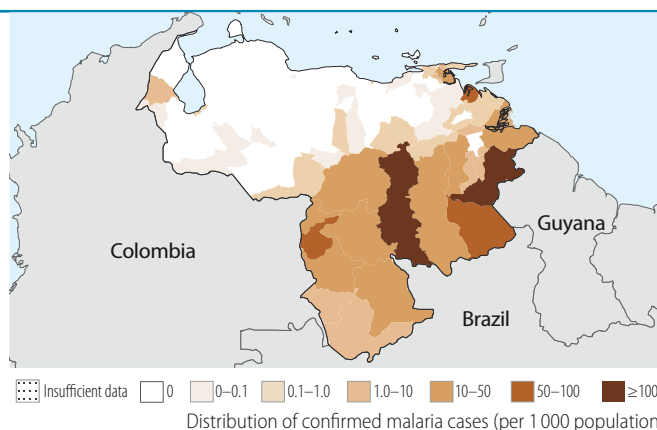 Colombia
Guyana
Brazil
Insufficient data 0 0–0.1 0.1–1.0 1.0–10 10–50 50–100 ≥100
Distribution of confirmed malaria cases (per 1 000 population